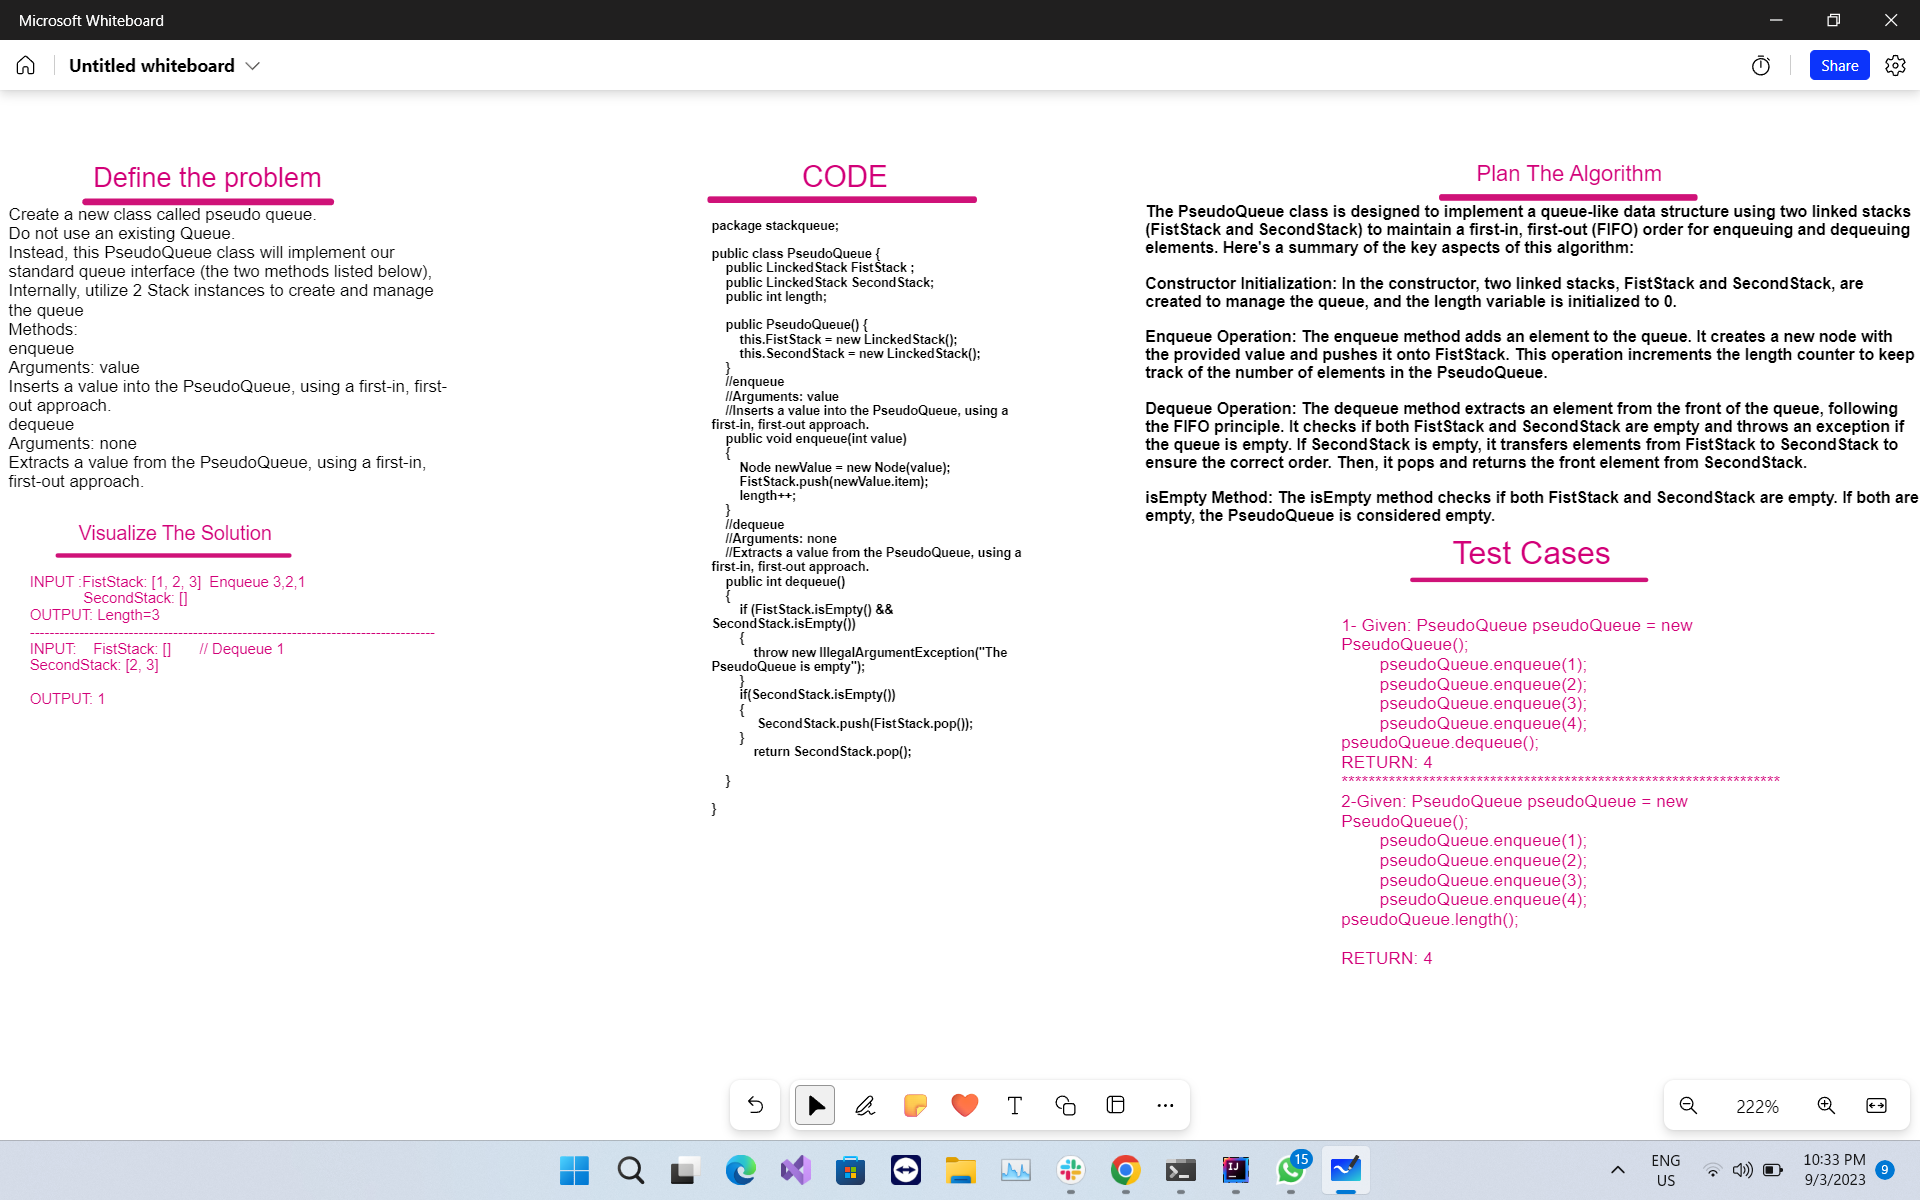 Microsoft Whiteboard
Untitled whiteboard
Share
Define the problem
Create a new class called pseudo queue.
Do not use an existing Queue.
Instead, this PseudoQueue class will implement our
standard queue interface (the two methods listed below),
Internally, utilize 2 Stack instances to create and manage
the queue
Methods:
enqueue
Arguments: value
Inserts a value into the PseudoQueue, using a first-in, first-
out approach.
dequeue
Arguments: none
Extracts a value from the PseudoQueue, using a first-in,
first-out approach.
Visualize The Solution
INPUT :FistStack: [1, 2, 3]  Enqueue 3,2,1
SecondStack: []
OUTPUT: Length=3
--------------------------------------------------------------------------------
INPUT:    FistStack: []       // Dequeue 1
SecondStack: [2, 3]
OUTPUT: 1
CODE
package stackqueue;
public class PseudoQueue {
public LinckedStack FistStack ;
public LinckedStack SecondStack;
public int length;
public PseudoQueue() {
this.FistStack = new LinckedStack();
this.SecondStack = new LinckedStack();
}
//enqueue
//Arguments: value
//Inserts a value into the PseudoQueue, using a
first-in, first-out approach.
public void enqueue(int value)
{
Node newValue = new Node(value);
FistStack.push(newValue.item);
length++;
}
//dequeue
//Arguments: none
//Extracts a value from the PseudoQueue, using a
first-in, first-out approach.
public int dequeue()
{
if (FistStack.isEmpty() &&
SecondStack.isEmpty())
{
throw new IllegalArgumentException("The
PseudoQueue is empty");
}
if(SecondStack.isEmpty())
{
SecondStack.push(FistStack.pop());
}
return SecondStack.pop();
}
}
Plan The Algorithm
The PseudoQueue class is designed to implement a queue-like data structure using two linked stacks
(FistStack and SecondStack) to maintain a first-in, first-out (FIFO) order for enqueuing and dequeuing
elements. Here's a summary of the key aspects of this algorithm:
Constructor Initialization: In the constructor, two linked stacks, FistStack and SecondStack, are
created to manage the queue, and the length variable is initialized to 0.
Enqueue Operation: The enqueue method adds an element to the queue. It creates a new node with
the provided value and pushes it onto FistStack. This operation increments the length counter to keep
track of the number of elements in the PseudoQueue.
Dequeue Operation: The dequeue method extracts an element from the front of the queue, following
the FIFO principle. It checks if both FistStack and SecondStack are empty and throws an exception if
the queue is empty. If SecondStack is empty, it transfers elements from FistStack to SecondStack to
ensure the correct order. Then, it pops and returns the front element from SecondStack.
isEmpty Method: The isEmpty method checks if both FistStack and SecondStack are empty. If both are
empty, the PseudoQueue is considered empty.
Test Cases
1- Given: PseudoQueue pseudoQueue = new
PseudoQueue();
pseudoQueue.enqueue(1);
pseudoQueue.enqueue(2);
pseudoQueue.enqueue(3);
pseudoQueue.enqueue(4);
pseudoQueue.dequeue();
RETURN: 4
*****************************************************************
2-Given: PseudoQueue pseudoQueue = new
PseudoQueue();
pseudoQueue.enqueue(1);
pseudoQueue.enqueue(2);
pseudoQueue.enqueue(3);
pseudoQueue.enqueue(4);
pseudoQueue.length();
RETURN: 4
222%
15
IJ
ENG
US
10:33 PM
9/3/2023
9